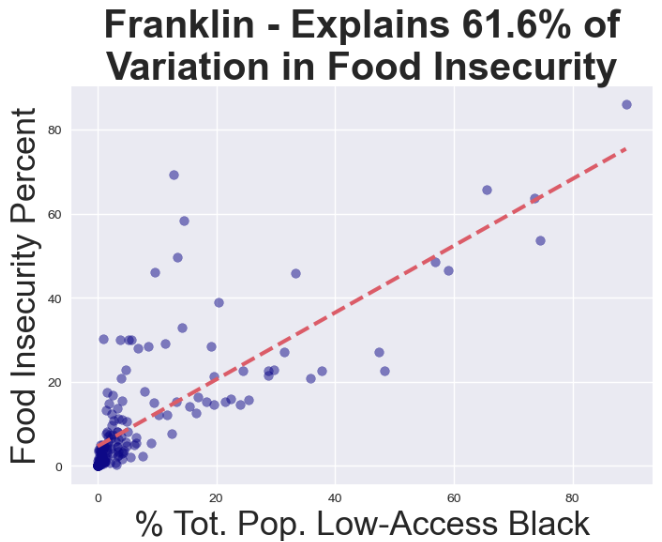 Franklin - Explains 61.6% of
Variation in Food Insecurity
Food Insecurity Percent
80
60
40
20
0
0 20 40 60 80
% Tot. Pop. Low-Access Black